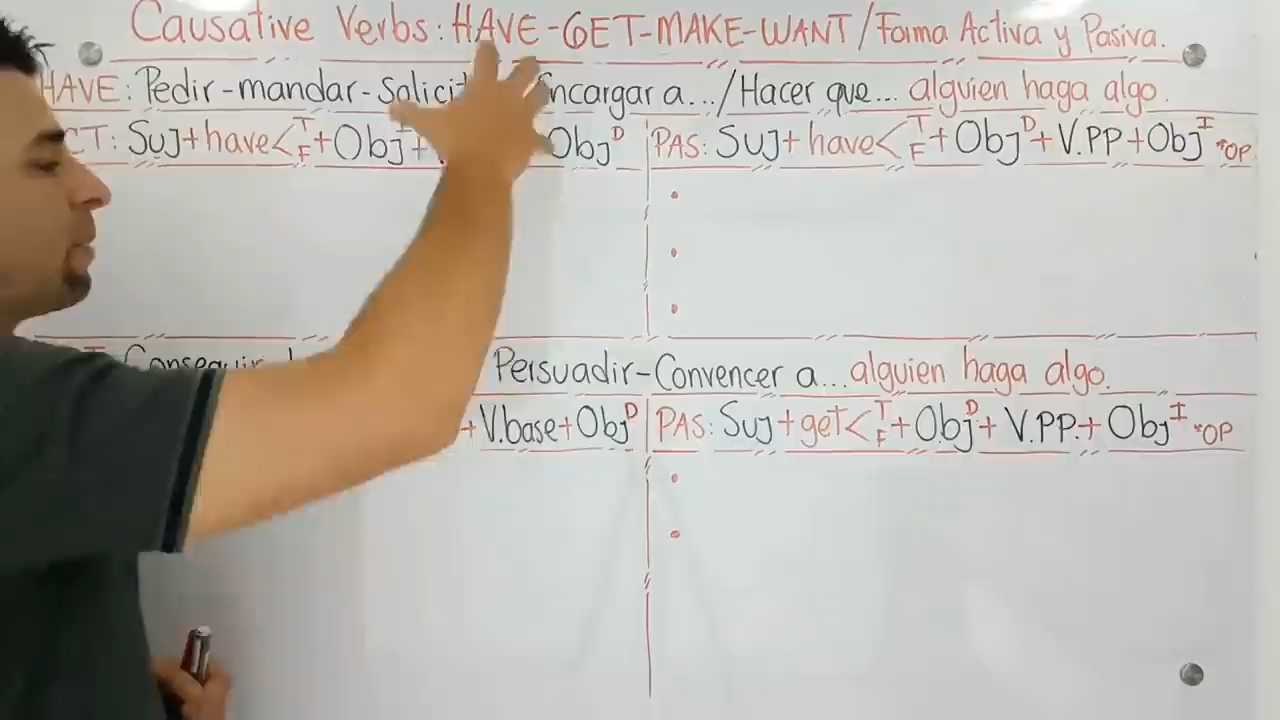 Causative Verbs: HAVE-GET-MAKE-WANT/Forma Activa y Pasiva.
HAVE: Pedir-mandar-Solicit Encargar a.../Hacer que... alguien haga algo.
CT: Suj+have<T/F+Obj I+ Obj D PAS: Suj+have<T/F+Obj D+V.PP+Obj I *OP
Conseguir Persuadir-Convencer a...alguien haga algo.
+V.base+Obj D PAS: Suj+get<T/F+Obj D+V.PP.+Obj I *OP